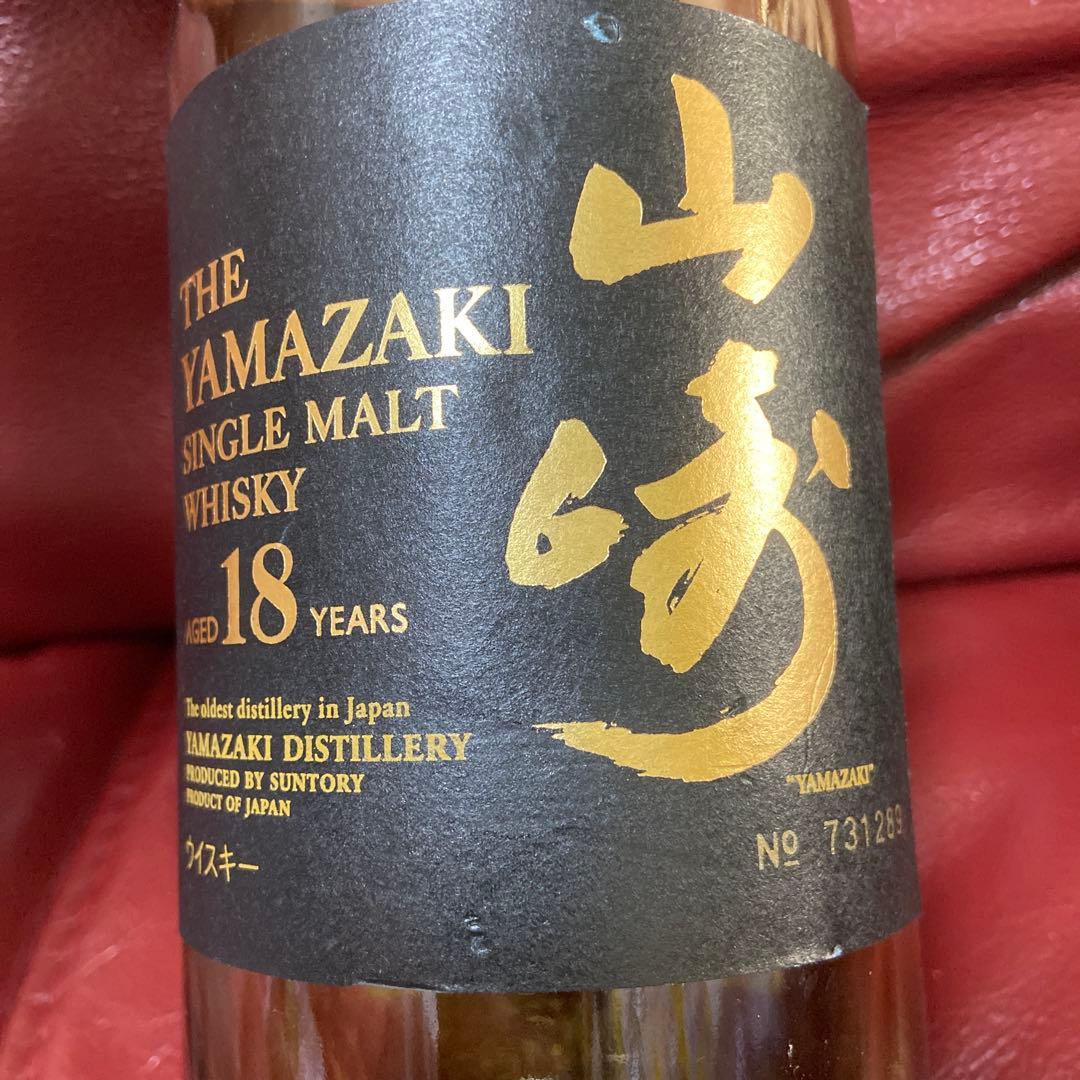 THE
YAMAZAKI
SINGLE MALT
WHISKY
AGED 18 YEARS
The oldest distillery in Japan
YAMAZAKI DISTILLERY
PRODUCED BY SUNTORY
PRODUCT OF JAPAN
ウイスキー
山崎
"YAMAZAKI"
№ 731289